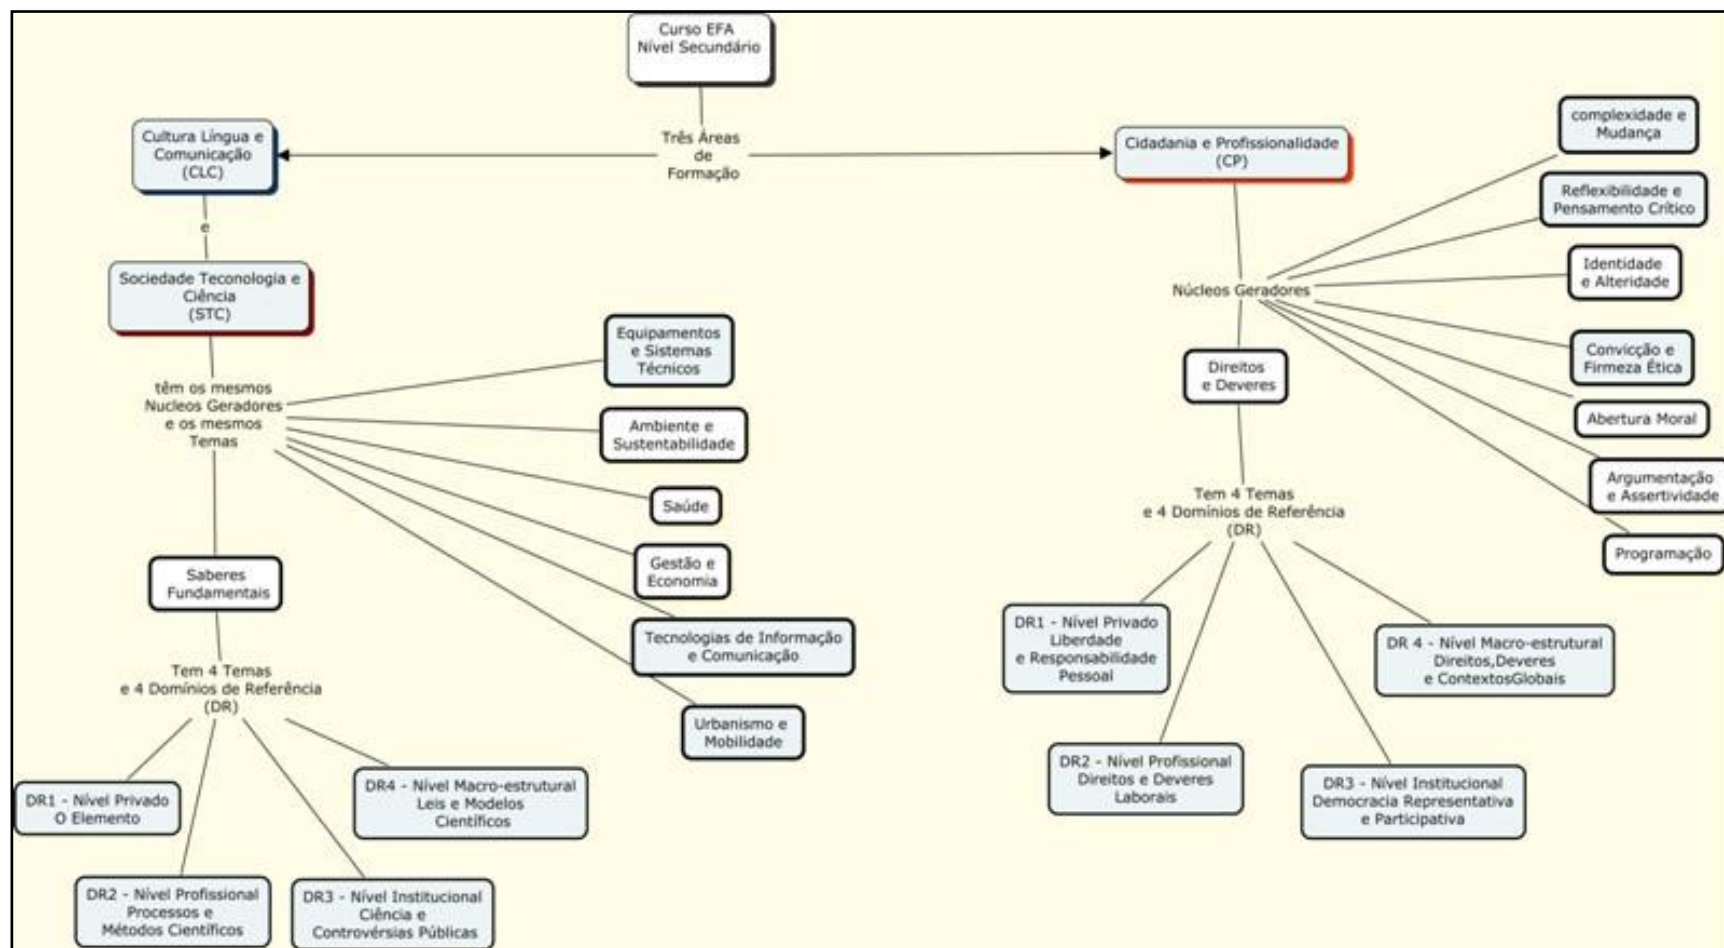 Curso EFA
Nível Secundário
Três Áreas
de
Formação
Cultura Língua e
Comunicação
(CLC)
e
Sociedade Teconologia e
Ciência
(STC)
têm os mesmos
Nucleos Geradores
e os mesmos
Temas
Equipamentos
e Sistemas
Técnicos
Ambiente e
Sustentabilidade
Saúde
Gestão e
Economia
Tecnologias de Informação
e Comunicação
Urbanismo e
Mobilidade
Saberes
Fundamentais
Tem 4 Temas
e 4 Domínios de Referência
(DR)
DR1 - Nível Privado
O Elemento
DR2 - Nível Profissional
Processos e
Métodos Científicos
DR3 - Nível Institucional
Ciência e
Controvérsias Públicas
DR4 - Nível Macro-estrutural
Leis e Modelos
Científicos
Cidadania e Profissionalidade
(CP)
Núcleos Geradores
complexidade e
Mudança
Reflexibilidade e
Pensamento Crítico
Identidade
e Alteridade
Convicção e
Firmeza Ética
Abertura Moral
Argumentação
e Assertividade
Programação
Direitos
e Deveres
Tem 4 Temas
e 4 Domínios de Referência
(DR)
DR1 - Nível Privado
Liberdade
e Responsabilidade
Pessoal
DR2 - Nível Profissional
Direitos e Deveres
Laborais
DR3 - Nível Institucional
Democracia Representativa
e Participativa
DR 4 - Nível Macro-estrutural
Direitos,Deveres
e ContextosGlobais